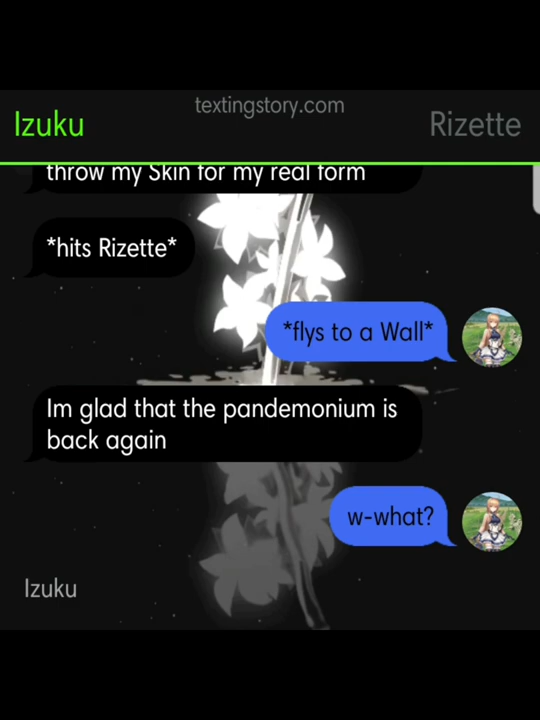 textingstory.com
Izuku
Rizette
throw my Skin for my real form
*hits Rizette*
*flys to a Wall*
Im glad that the pandemonium is
back again
w-what?
Izuku